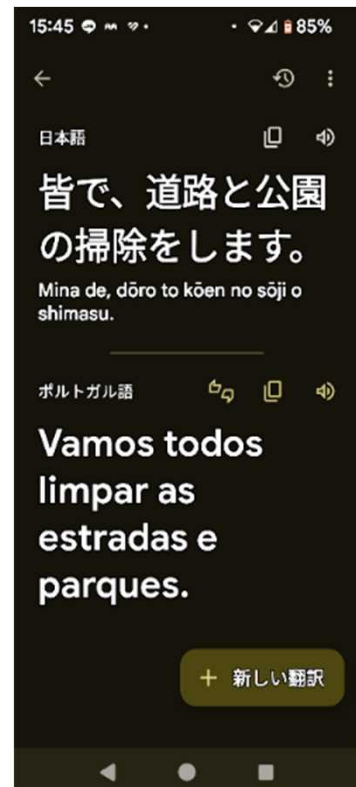 15:45 85%
日本語
皆で、道路と公園
の掃除をします。
Mina de, dōro to kōen no sōji o
shimasu.
ポルトガル語
Vamos todos
limpar as
estradas e
parques.
+ 新しい翻訳